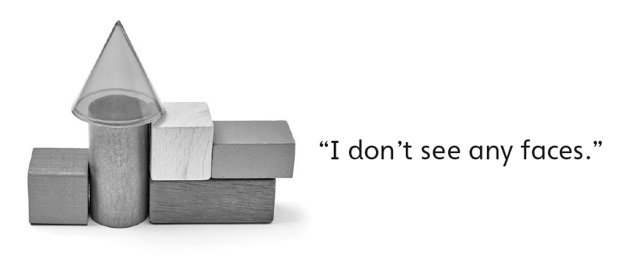 “I don’t see any faces.”